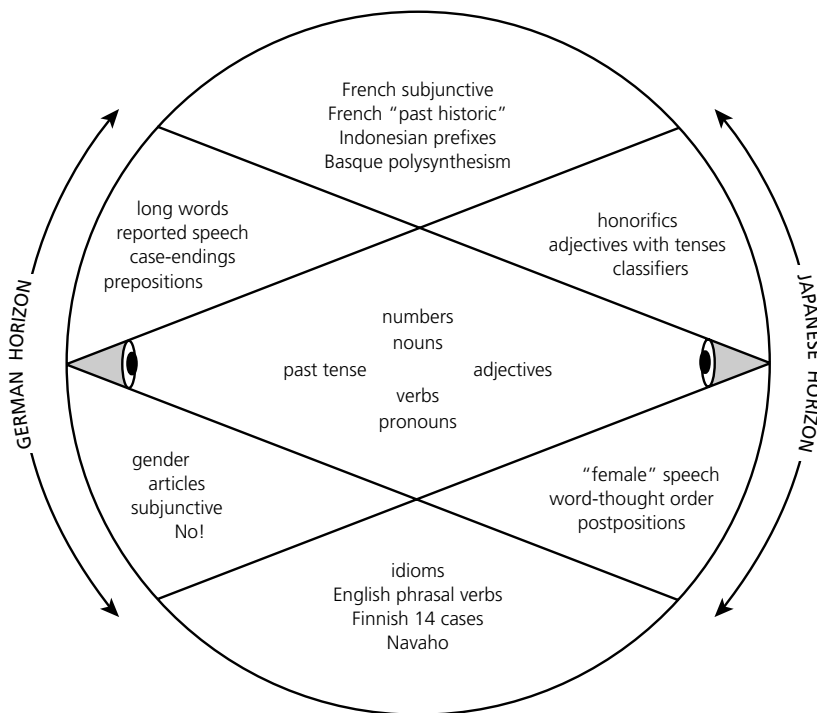 French subjunctive
French “past historic”
Indonesian prefixes
Basque polysynthesism
long words
reported speech
case-endings
prepositions
honorifics
adjectives with tenses
classifiers
GERMAN HORIZON
numbers
nouns
past tense
adjectives
verbs
pronouns
JAPANESE HORIZON
gender
articles
subjunctive
No!
“female” speech
word-thought order
postpositions
idioms
English phrasal verbs
Finnish 14 cases
Navaho